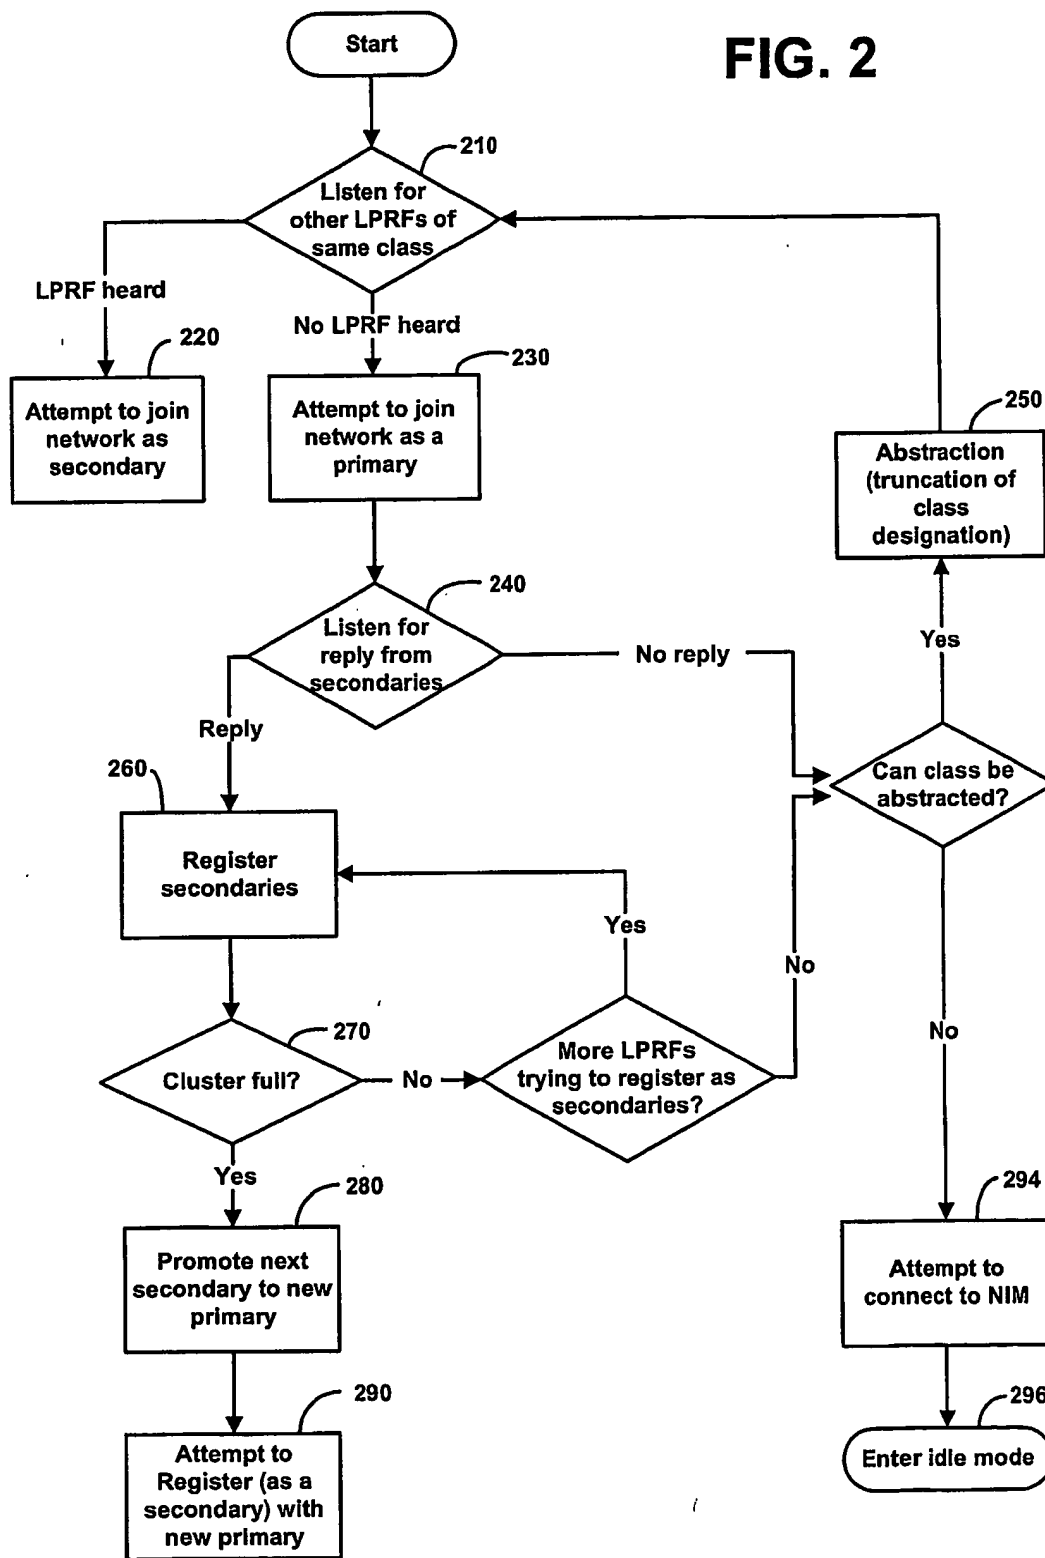 Start
FIG. 2
210
Listen for
other LPRFs of
same class
LPRF heard
No LPRF heard
220
Attempt to join
network as
secondary
230
Attempt to join
network as a
primary
250
Abstraction
(truncation of
class
designation)
240
Listen for
reply from
secondaries
No reply
Yes
Reply
Can class be
abstracted?
260
Register
secondaries
Yes
No
No
270
Cluster full?
No
More LPRFs
trying to register as
secondaries?
Yes
280
Promote next
secondary to new
primary
294
Attempt to
connect to NIM
290
Attempt to
Register (as a
secondary) with
new primary
296
Enter idle mode